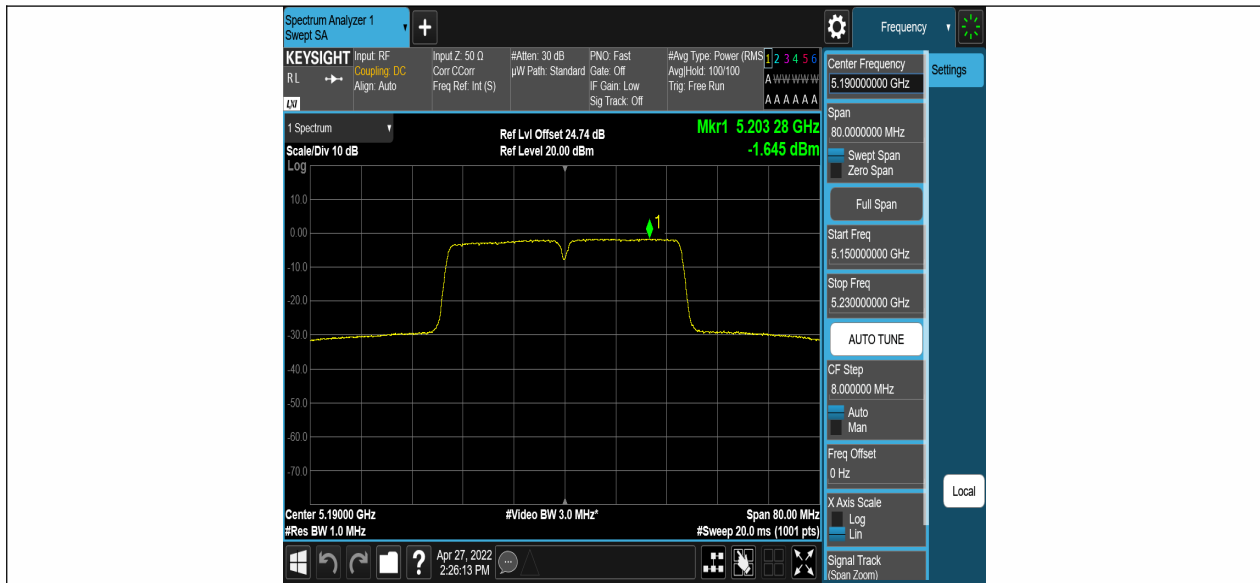 Spectrum Analyzer 1
Swept SA
+
Frequency
KEYSIGHT
RL
LXI
Input: RF
Coupling: DC
Align: Auto
Input Z: 50 Ω
Corr CCorr
Freq Ref: Int (S)
#Atten: 30 dB
µW Path: Standard
PNO: Fast
Gate: Off
IF Gain: Low
Sig Track: Off
#Avg Type: Power (RMS
Avg|Hold: 100/100
Trig: Free Run
1 2 3 4 5 6
A W W W W W
A A A A A A
1 Spectrum
Scale/Div 10 dB
Ref Lvl Offset 24.74 dB
Ref Level 20.00 dBm
Mkr1 5.203 28 GHz
-1.645 dBm
Log
10.0
0.00
-10.0
-20.0
-30.0
-40.0
-50.0
-60.0
-70.0
1
Center 5.19000 GHz
#Res BW 1.0 MHz
#Video BW 3.0 MHz*
Span 80.00 MHz
#Sweep 20.0 ms (1001 pts)
Center Frequency
5.190000000 GHz
Settings
Span
80.0000000 MHz
Swept Span
Zero Span
Full Span
Start Freq
5.150000000 GHz
Stop Freq
5.230000000 GHz
AUTO TUNE
CF Step
8.000000 MHz
Auto
Man
Freq Offset
0 Hz
Local
X Axis Scale
Log
Lin
Signal Track
(Span Zoom)
?
Apr 27, 2022
2:26:13 PM